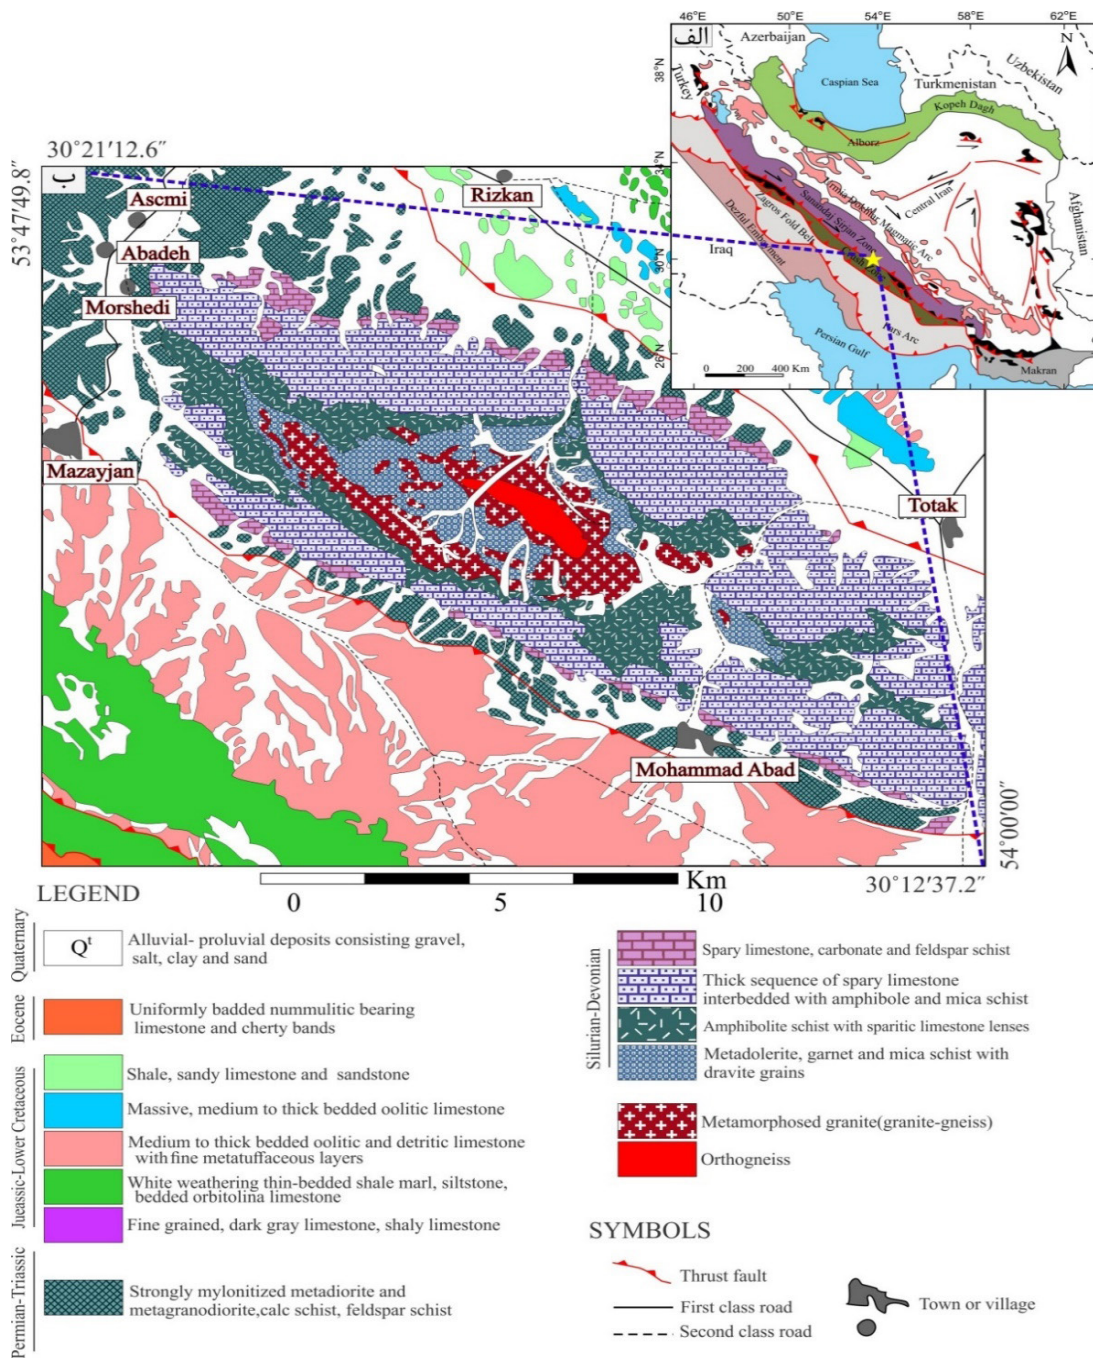 46°E 50°E 54°E 58°E 62°E
الف
N
Azerbaijan
Uzbekistan
38°N
Turkey
Caspian Sea
Turkmenistan
Kopeh Dagh
Alborz
34°N
Urmia Dokhtar Magmatic Arc
Sanandaj Sirjan Zone
Central Iran
Zagros Fold Belt
Dezful Embayment
Afghanistan
Iraq
30°N
Fars Arc
Persian Gulf
26°N
0 200 400 Km
Makran
30°21′12.6″
53°47′49.8″
ب
Ascmi
Rizkan
Abadeh
Morshedi
Mazayjan
Totak
Mohammad Abad
54°00′00″
30°12′37.2″
Km
0 5 10
LEGEND
Quaternary
Qt
Alluvial- proluvial deposits consisting gravel,
salt, clay and sand
Eocene
Uniformly badded nummulitic bearing
limestone and cherty bands
Jueassic-Lower Cretaceous
Shale, sandy limestone and sandstone
Massive, medium to thick bedded oolitic limestone
Medium to thick bedded oolitic and detritic limestone
with fine metatuffaceous layers
White weathering thin-bedded shale marl, siltstone,
bedded orbitolina limestone
Fine grained, dark gray limestone, shaly limestone
Permian-Triassic
Strongly mylonitized metadiorite and
metagranodiorite,calc schist, feldspar schist
Silurian-Devonian
Spary limestone, carbonate and feldspar schist
Thick sequence of spary limestone
interbedded with amphibole and mica schist
Amphibolite schist with sparitic limestone lenses
Metadolerite, garnet and mica schist with
dravite grains
Metamorphosed granite(granite-gneiss)
Orthogneiss
SYMBOLS
Thrust fault
First class road
Second class road
Town or village